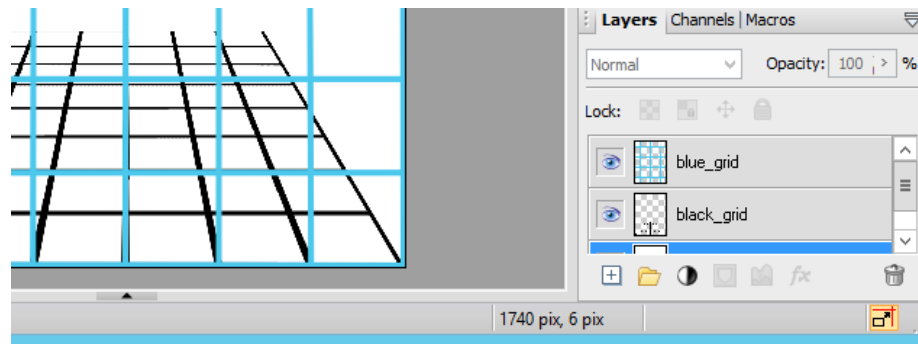 Layers Channels | Macros
Normal Opacity: 100 > %
Lock:
blue_grid
black_grid
fx
1740 pix, 6 pix